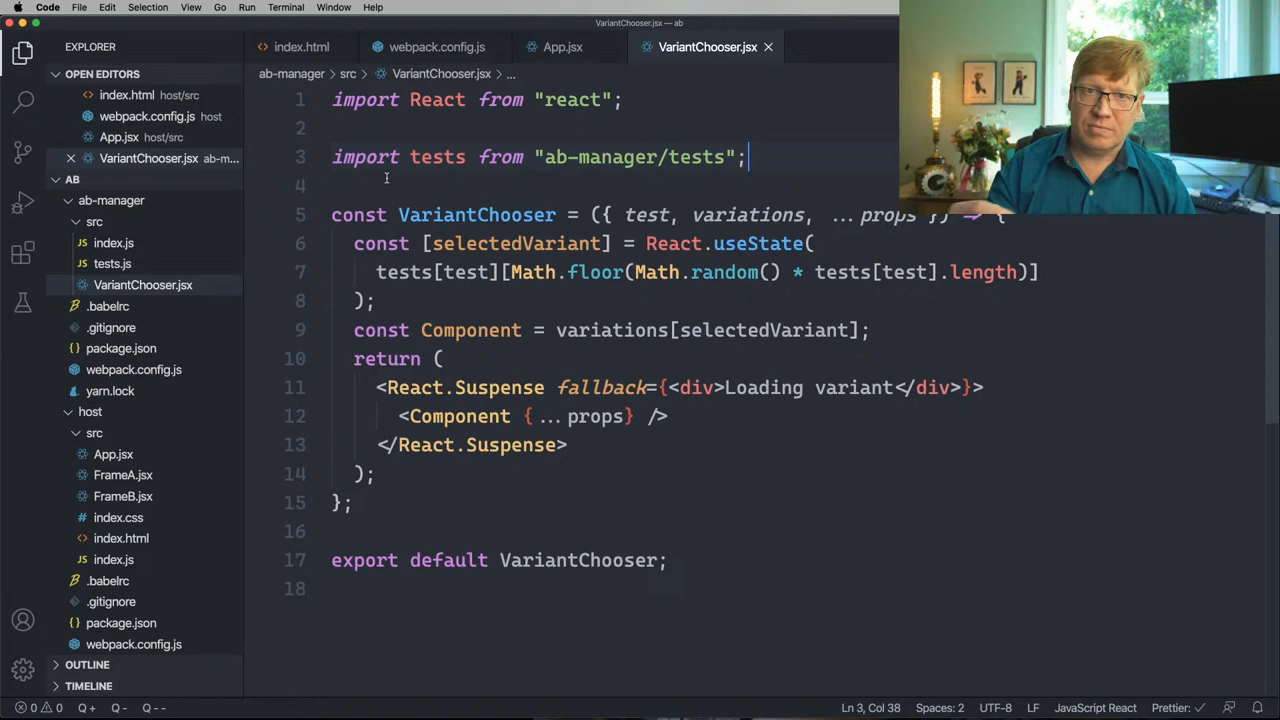 Code File Edit Selection View Go Run Terminal Window Help
VariantChooser.jsx — ab
EXPLORER
OPEN EDITORS
index.html host/src
webpack.config.js host
App.jsx host/src
VariantChooser.jsx ab-m...
AB
ab-manager
src
index.js
tests.js
VariantChooser.jsx
.babelrc
.gitignore
package.json
webpack.config.js
yarn.lock
host
src
App.jsx
FrameA.jsx
FrameB.jsx
index.css
index.html
index.js
.babelrc
.gitignore
package.json
webpack.config.js
OUTLINE
TIMELINE
index.html webpack.config.js App.jsx VariantChooser.jsx
ab-manager > src > VariantChooser.jsx > ...
1 import React from "react";
2
3 import tests from "ab-manager/tests";
4
5 const VariantChooser = ({ test, variations, ...props }) => {
6 const [selectedVariant] = React.useState(
7 tests[test][Math.floor(Math.random() * tests[test].length)]
8 );
9 const Component = variations[selectedVariant];
10 return (
11 <React.Suspense fallback={<div>Loading variant</div>}>
12 <Component {...props} />
13 </React.Suspense>
14 );
15 };
16
17 export default VariantChooser;
18
0 0 Q+ Q- Q-- Ln 3, Col 38 Spaces: 2 UTF-8 LF JavaScript React Prettier: ✓